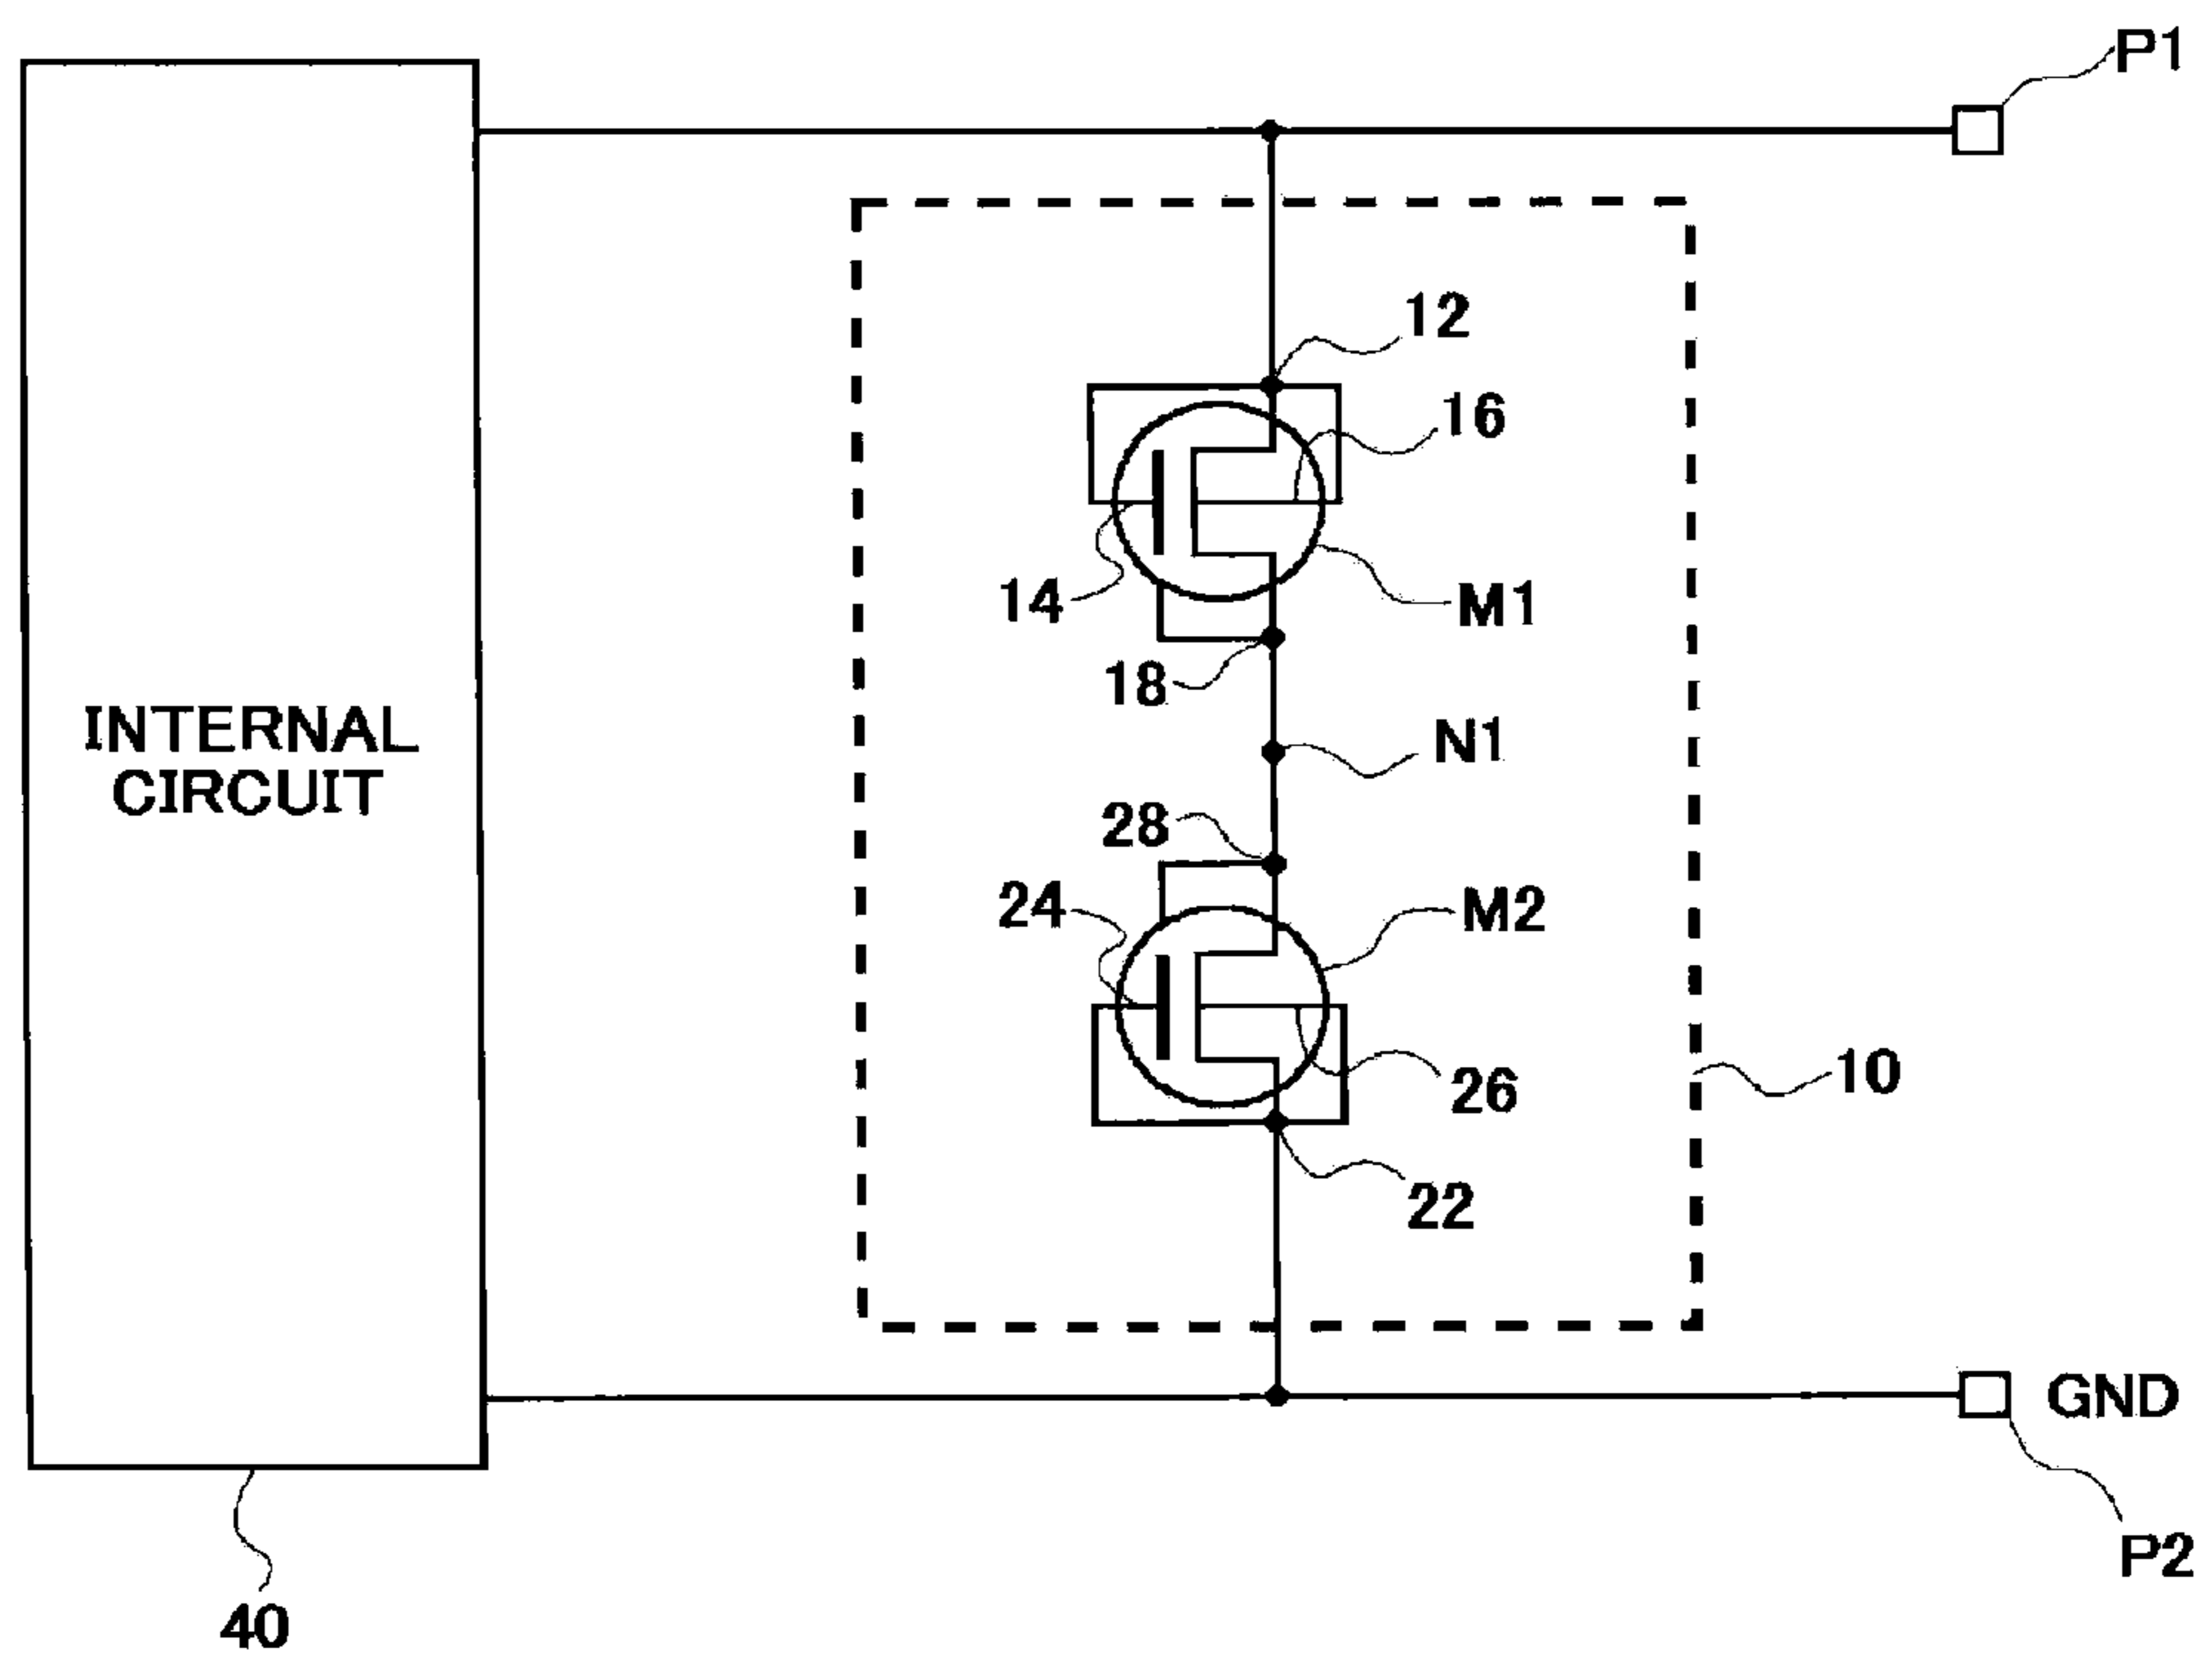 P1
12
16
14
M1
18
N1
28
24
M2
26
10
22
INTERNAL
CIRCUIT
GND
P2
40